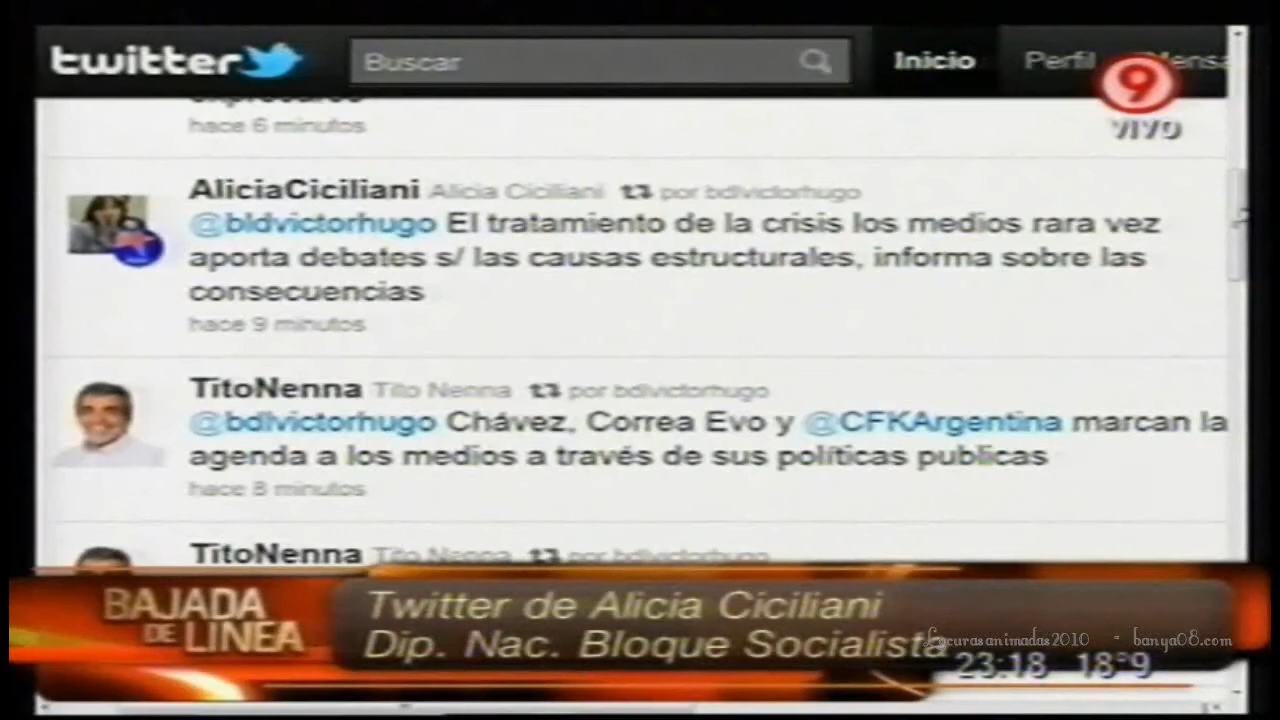 twitter Buscar Inicio Perfil Mensa
9
VIVO
hace 6 minutos
AliciaCiciliani Alicia Ciciliani por bdlvictorhugo
@bldvictorhugo El tratamiento de la crisis los medios rara vez
aporta debates s/ las causas estructurales, informa sobre las
consecuencias
hace 9 minutos
TitoNenna Tito Nenna por bdlvictorhugo
@bdlvictorhugo Chávez, Correa Evo y @CFKArgentina marcan la
agenda a los medios a través de sus políticas publicas
hace 8 minutos
TitoNenna Tito Nenna por bdlvictorhugo
BAJADA
DE LINEA
Twitter de Alicia Ciciliani
Dip. Nac. Bloque Socialista
Locurasanimadas2010 - banya08.com
23:18 18°9